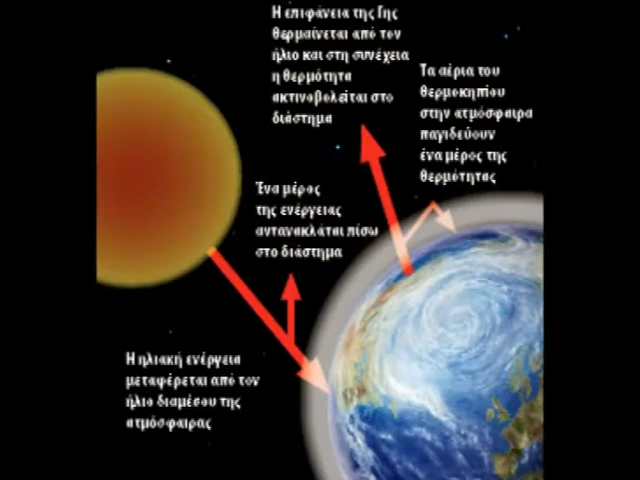 Η επιφάνεια της Γης
θερμαίνεται από τον
ήλιο και στη συνέχεια
η θερμότητα
ακτινοβολείται στο
διάστημα
Τα αέρια του
θερμοκηπίου
στην ατμόσφαιρα
παγιδεύουν
ένα μέρος της
θερμότητας
Ένα μέρος
της ενέργειας
αντανακλάται πίσω
στο διάστημα
Η ηλιακή ενέργεια
μεταφέρεται από τον
ήλιο διαμέσου της
ατμόσφαιρας